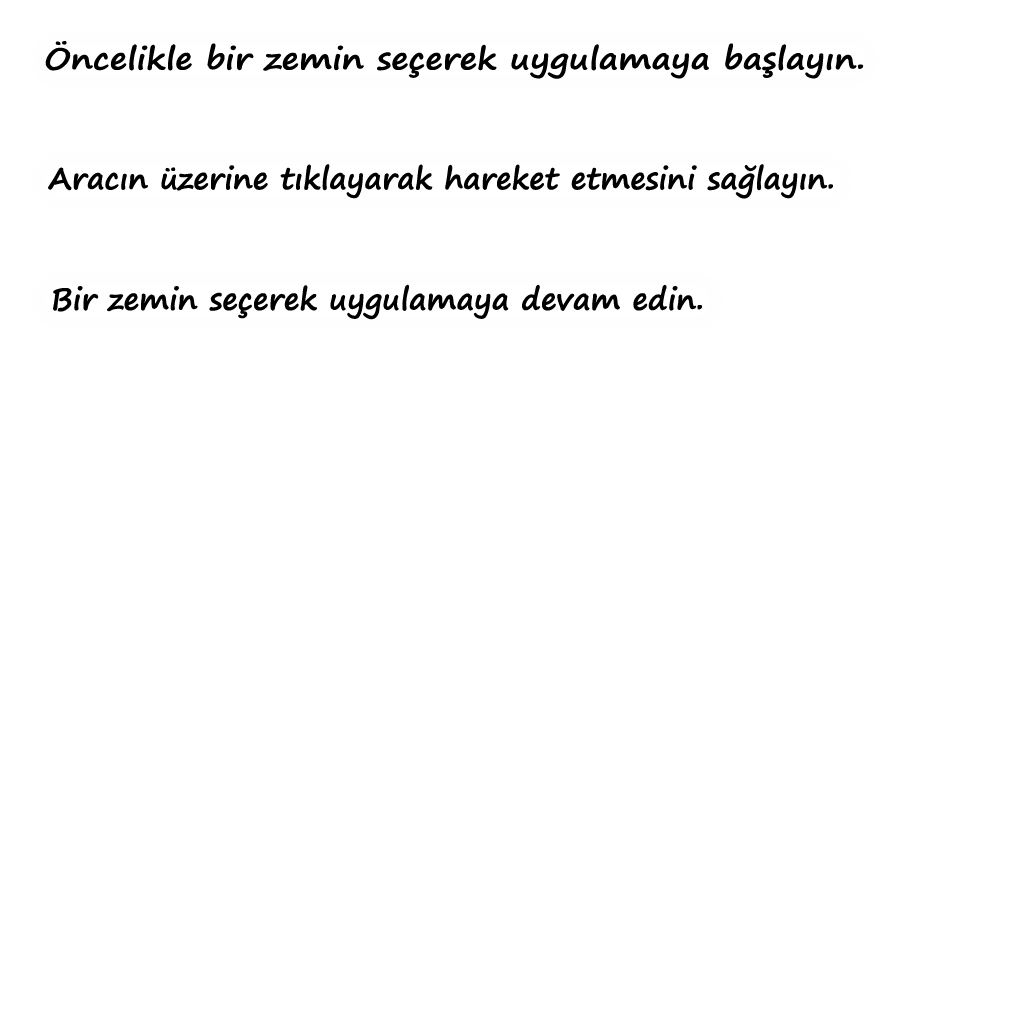 Öncelikle bir zemin seçerek uygulamaya başlayın.
Aracın üzerine tıklayarak hareket etmesini sağlayın.
Bir zemin seçerek uygulamaya devam edin.